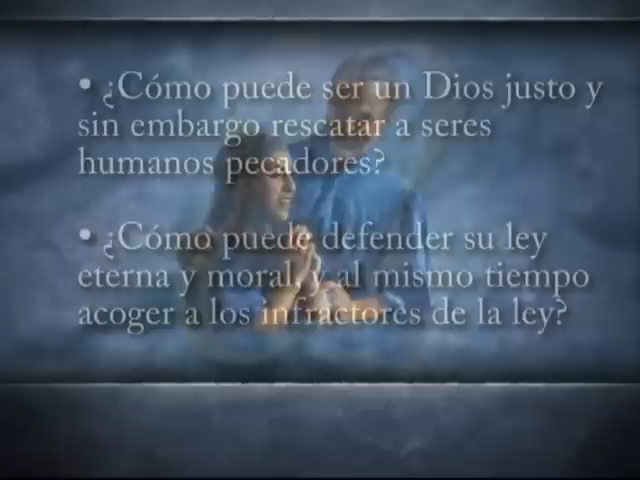 • ¿Cómo puede ser un Dios justo y
sin embargo rescatar a seres
humanos pecadores?
• ¿Cómo puede defender su ley
eterna y moral, y al mismo tiempo
acoger a los infractores de la ley?